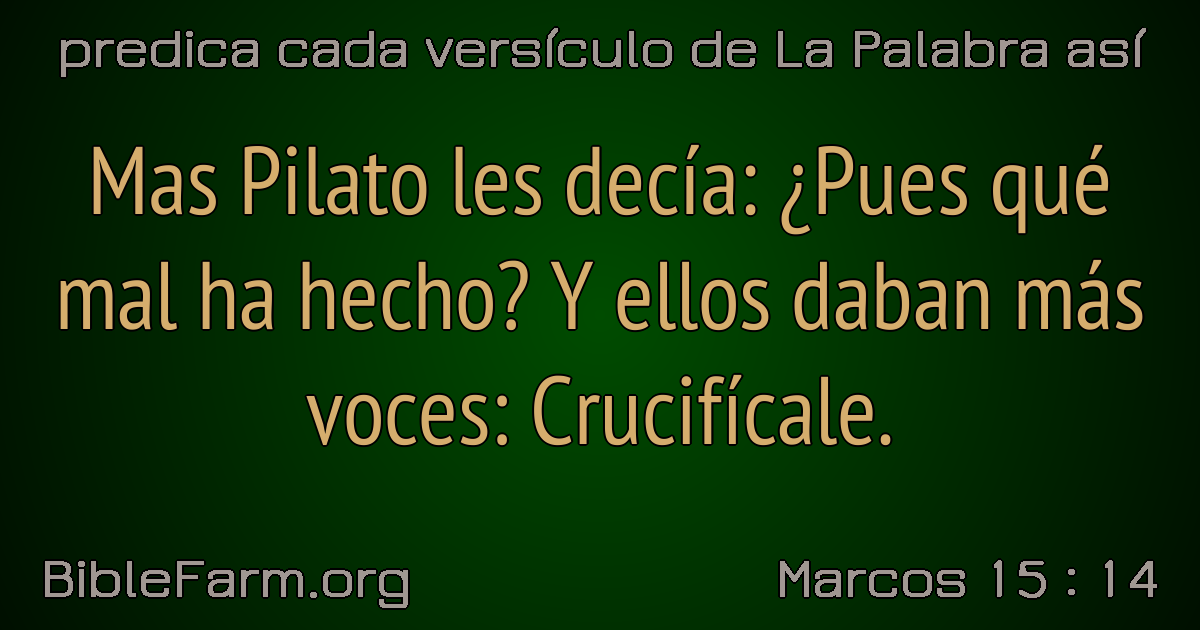 predica cada versículo de La Palabra así
Mas Pilato les decía: ¿Pues qué
mal ha hecho? Y ellos daban más
voces: Crucifícale.
BibleFarm.org
Marcos 15 : 14